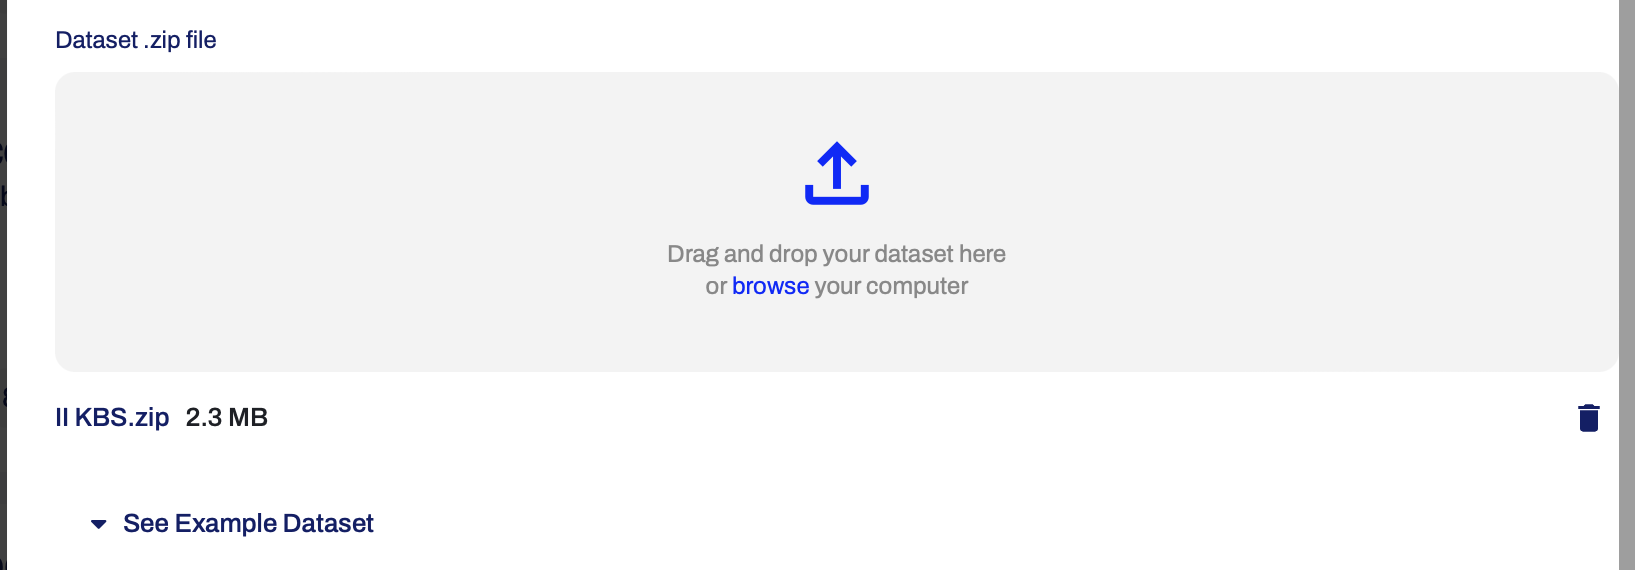 Dataset .zip file
Drag and drop your dataset here
or browse your computer
II KBS.zip 2.3 MB
See Example Dataset